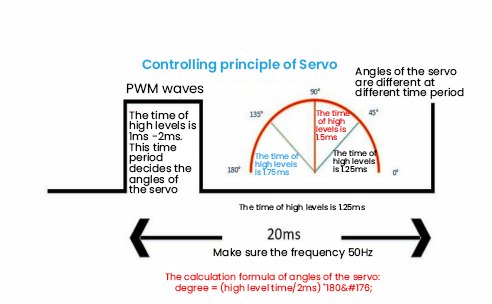 Controlling principle of Servo
Angles of the servo
are different at
different time period
PWM waves
The time of
high levels is
1ms -2ms.
This time
period
decides the
angles of
the servo
90°
135°
45°
180°
0°
The time
of high
levels is
1.5ms
The time of
high levels
is 1.75ms
The time of
high levels
is 1.25ms
The time of high levels is 1.25ms
20ms
Make sure the frequency 50Hz
The calculation formula of angles of the servo:
degree = (high level time/2ms) "180&#176;